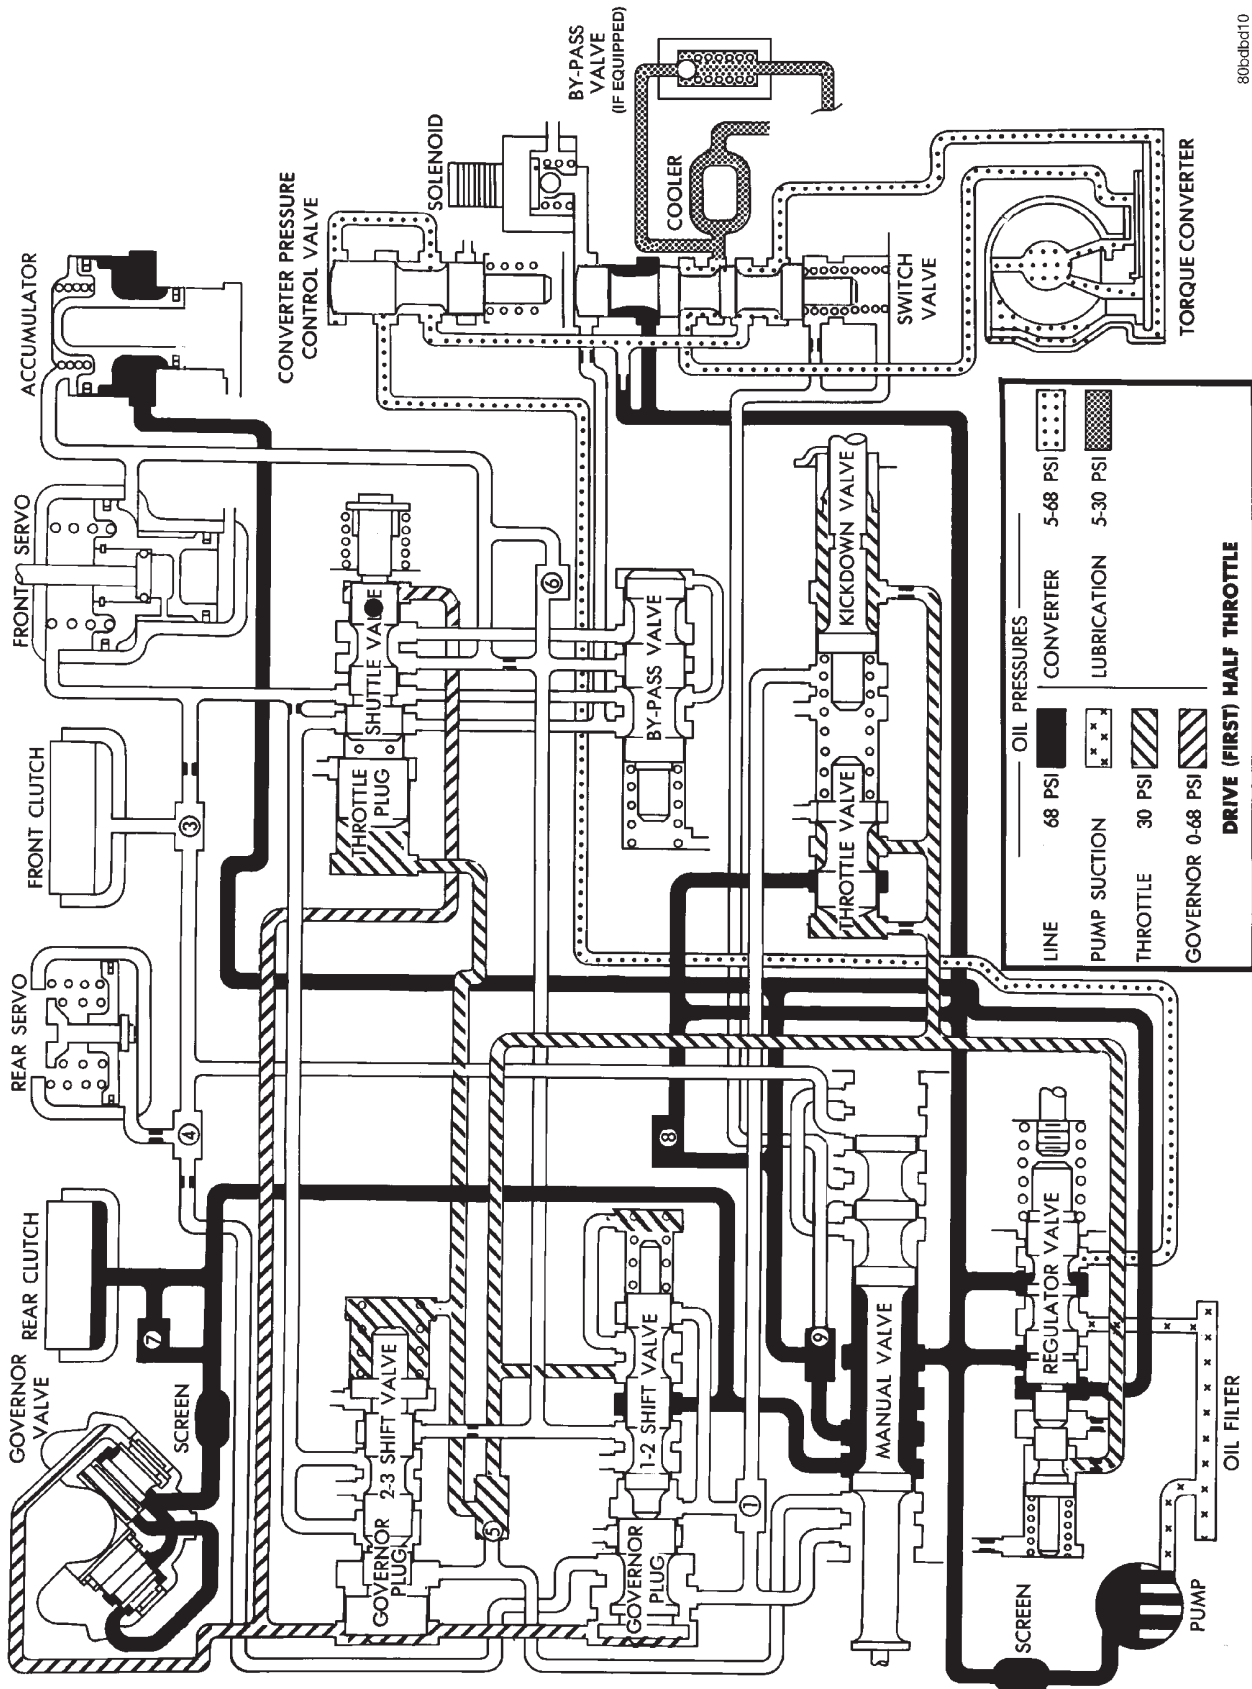 80bdbd10
BY-PASS
VALVE
(IF EQUIPPED)
SOLENOID
COOLER
CONVERTER PRESSURE
CONTROL VALVE
ACCUMULATOR
SWITCH
VALVE
TORQUE CONVERTER
FRONT SERVO
FRONT CLUTCH
REAR SERVO
REAR CLUTCH
GOVERNOR
VALVE
SCREEN
SHUTTLE VALVE
THROTTLE
PLUG
BY-PASS VALVE
KICKDOWN VALVE
THROTTLE VALVE
2-3 SHIFT VALVE
GOVERNOR
PLUG
1-2 SHIFT VALVE
GOVERNOR
PLUG
MANUAL VALVE
REGULATOR VALVE
OIL FILTER
PUMP
SCREEN
1
3
4
5
6
7
8
9
OIL PRESSURES
LINE 68 PSI
PUMP SUCTION
THROTTLE 30 PSI
GOVERNOR 0-68 PSI
CONVERTER 5-68 PSI
LUBRICATION 5-30 PSI
DRIVE (FIRST) HALF THROTTLE